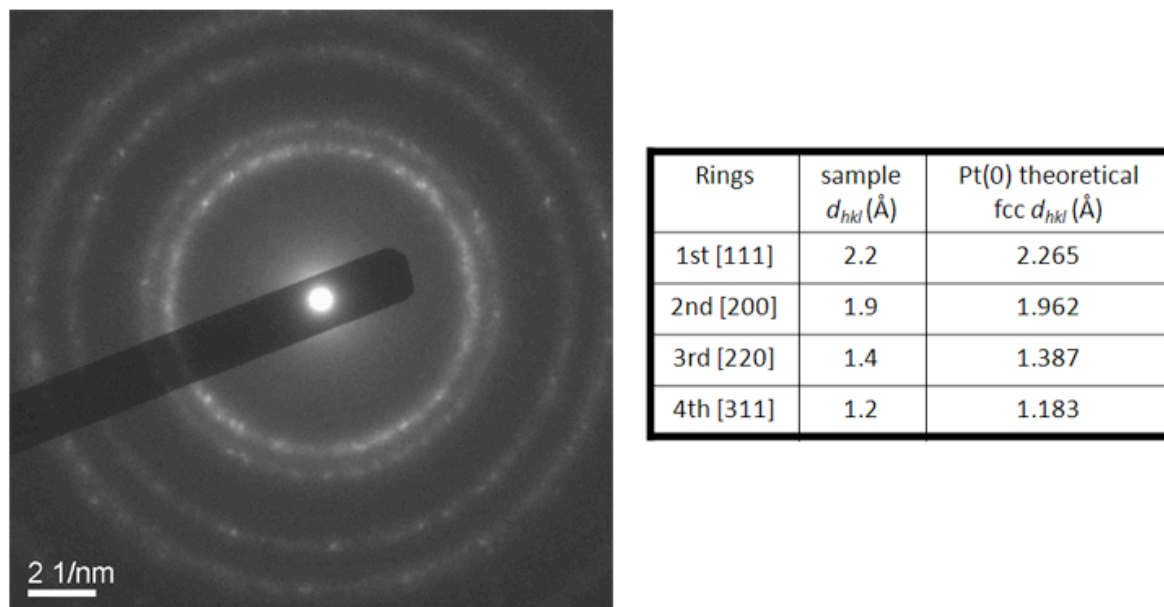 2 1/nm
Rings sample Pt(0) theoretical
d_hkl (Å) fcc d_hkl (Å)
1st [111] 2.2 2.265
2nd [200] 1.9 1.962
3rd [220] 1.4 1.387
4th [311] 1.2 1.183